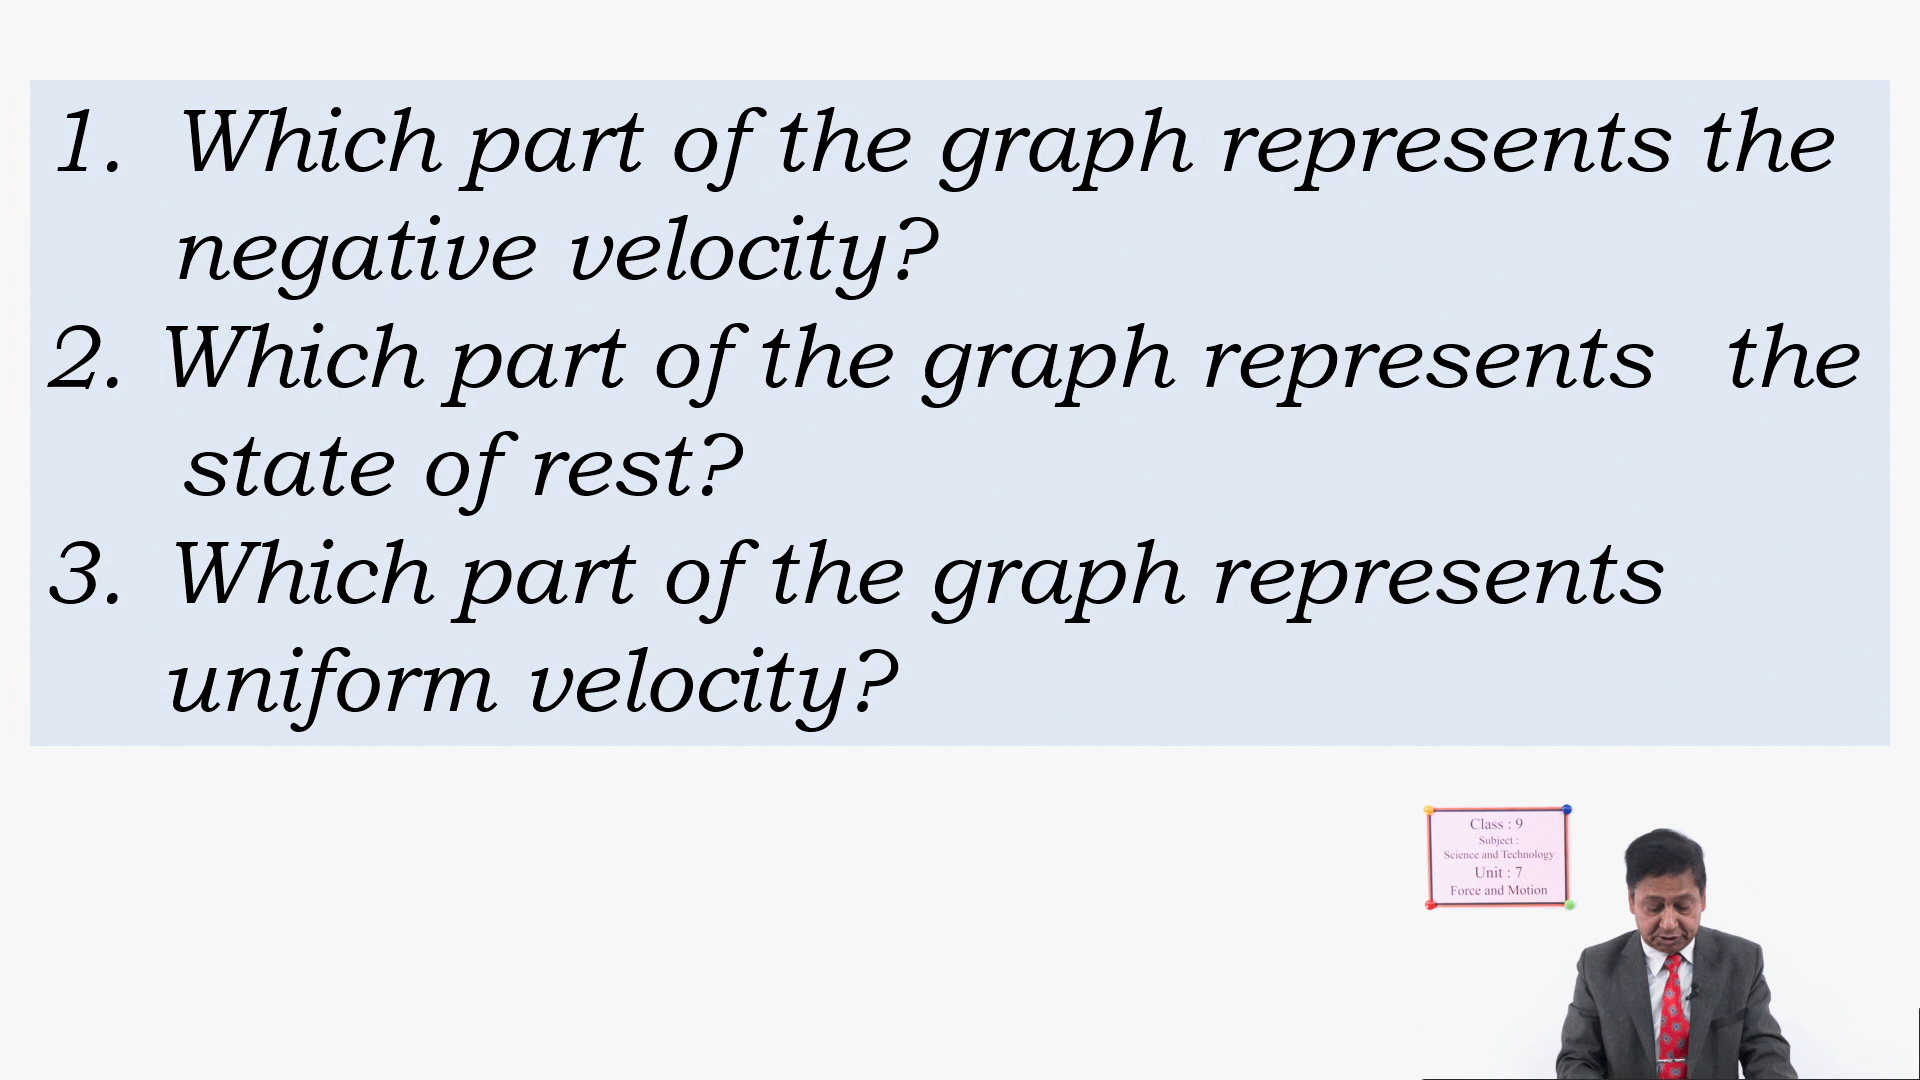 1. Which part of the graph represents the
negative velocity?
2. Which part of the graph represents the
state of rest?
3. Which part of the graph represents
uniform velocity?
Class : 9
Subject :
Science and Technology
Unit : 7
Force and Motion